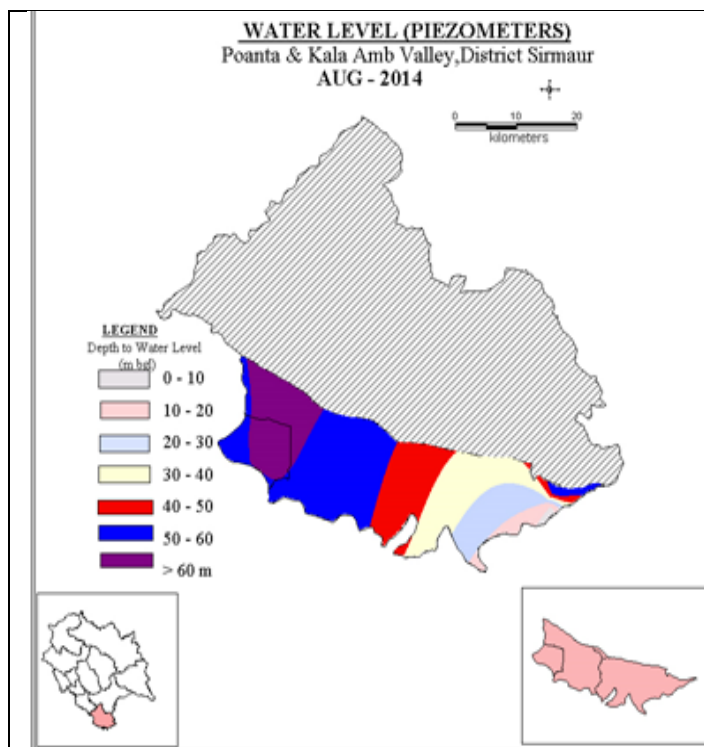 WATER LEVEL (PIEZOMETERS)
Poanta & Kala Amb Valley,District Sirmaur
AUG - 2014
0 10 20
kilometers
LEGEND
Depth to Water Level
(m bgl)
0 - 10
10 - 20
20 - 30
30 - 40
40 - 50
50 - 60
> 60 m